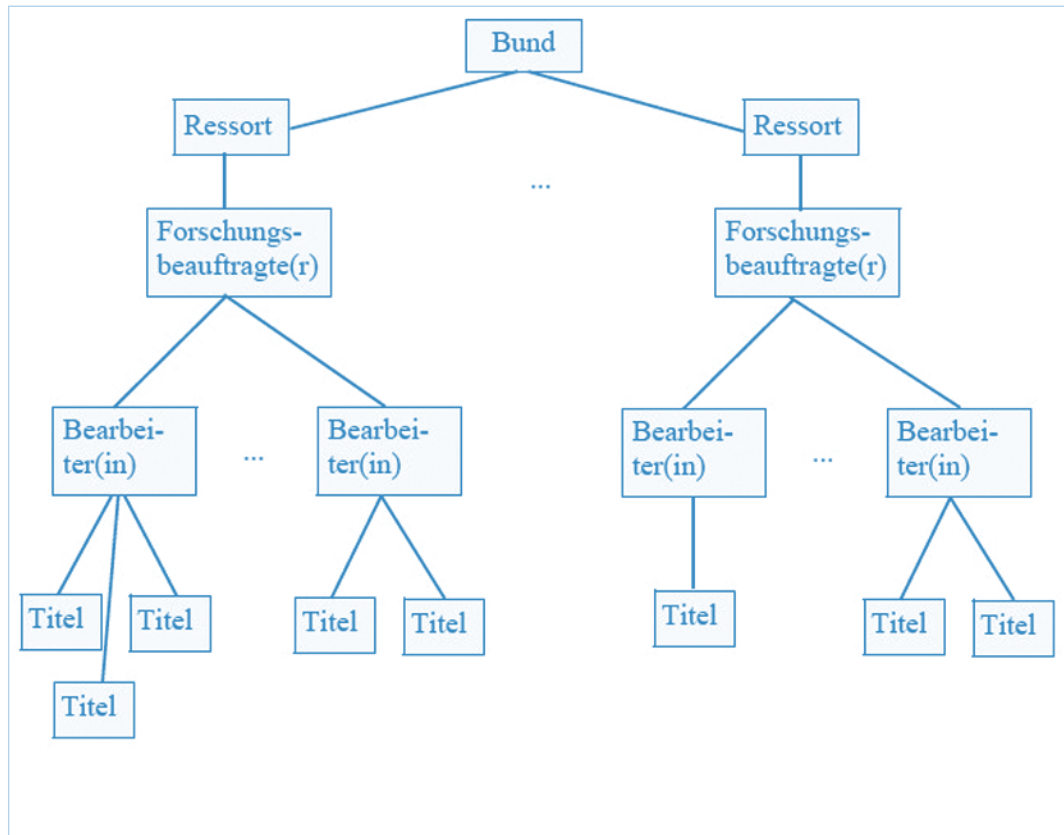 Bund
Ressort
Ressort
...
Forschungs-
beauftragte(r)
Forschungs-
beauftragte(r)
Bearbei-
ter(in)
...
Bearbei-
ter(in)
Bearbei-
ter(in)
...
Bearbei-
ter(in)
Titel
Titel
Titel
Titel
Titel
Titel
Titel
Titel